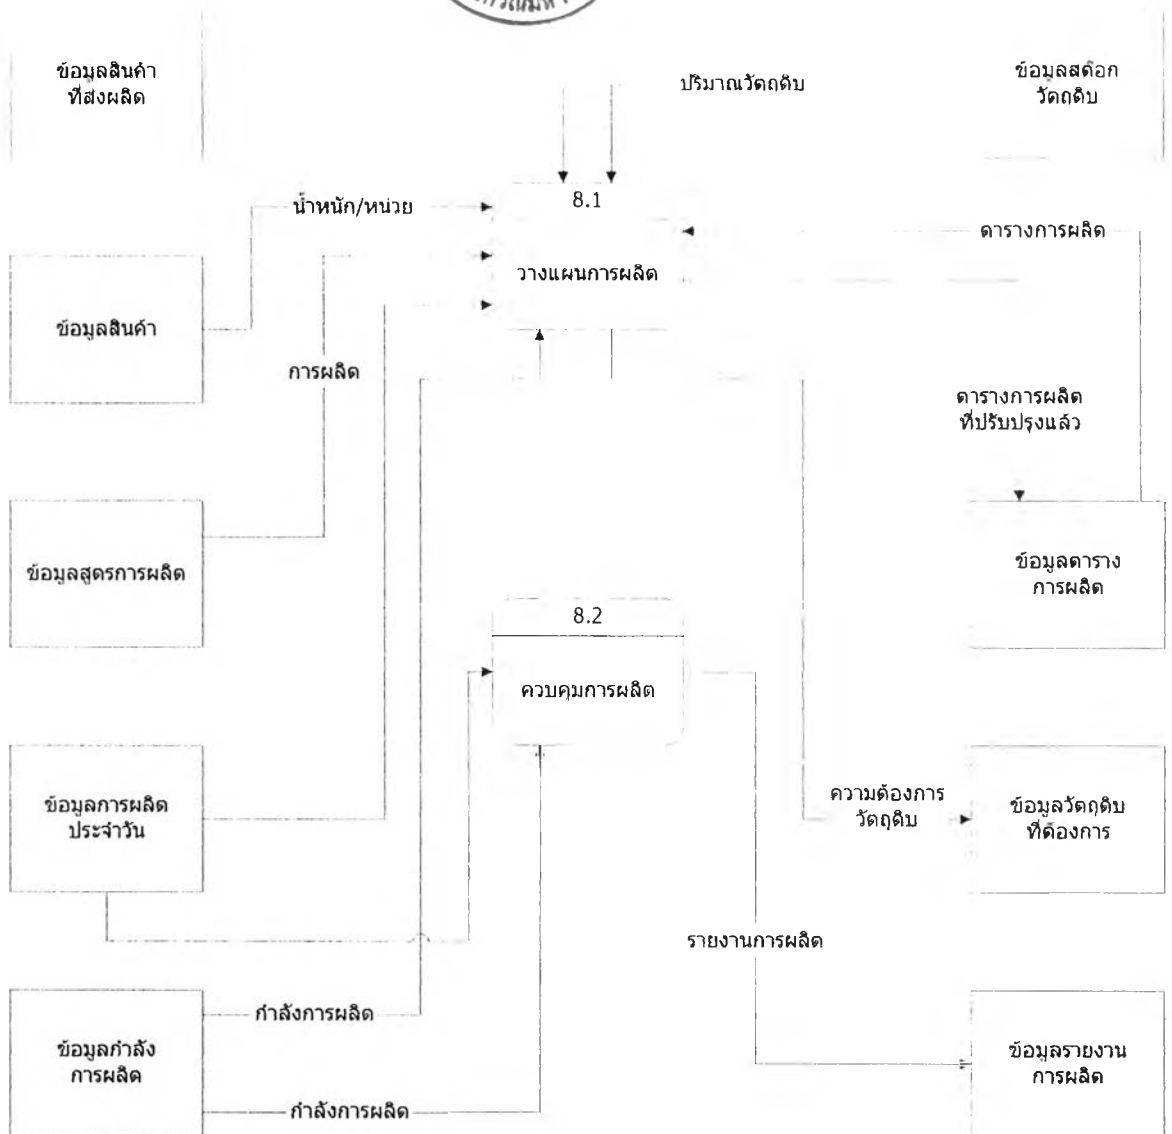 ข้อมูลสินค้า
ที่ส่งผลิต
ปริมาณวัตถุดิบ
ข้อมูลสต๊อก
วัตถุดิบ
น้ำหนัก/หน่วย
8.1
วางแผนการผลิต
ตารางการผลิต
ข้อมูลสินค้า
การผลิต
ตารางการผลิต
ที่ปรับปรุงแล้ว
ข้อมูลสูตรการผลิต
ข้อมูลตาราง
การผลิต
8.2
ควบคุมการผลิต
ข้อมูลการผลิต
ประจำวัน
ความต้องการ
วัตถุดิบ
ข้อมูลวัตถุดิบ
ที่ต้องการ
รายงานการผลิต
กำลังการผลิต
ข้อมูลกำลัง
การผลิต
ข้อมูลรายงาน
การผลิต
กำลังการผลิต